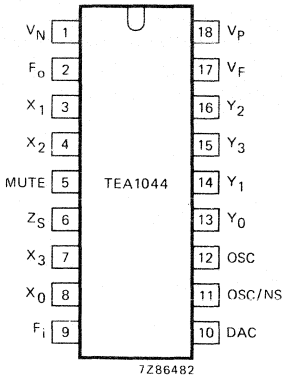 V_N 1 18 V_P
F_o 2 17 V_F
X_1 3 16 Y_2
X_2 4 15 Y_3
MUTE 5 TEA1044 14 Y_1
Z_S 6 13 Y_0
X_3 7 12 OSC
X_0 8 11 OSC/NS
F_i 9 10 DAC
7Z86482